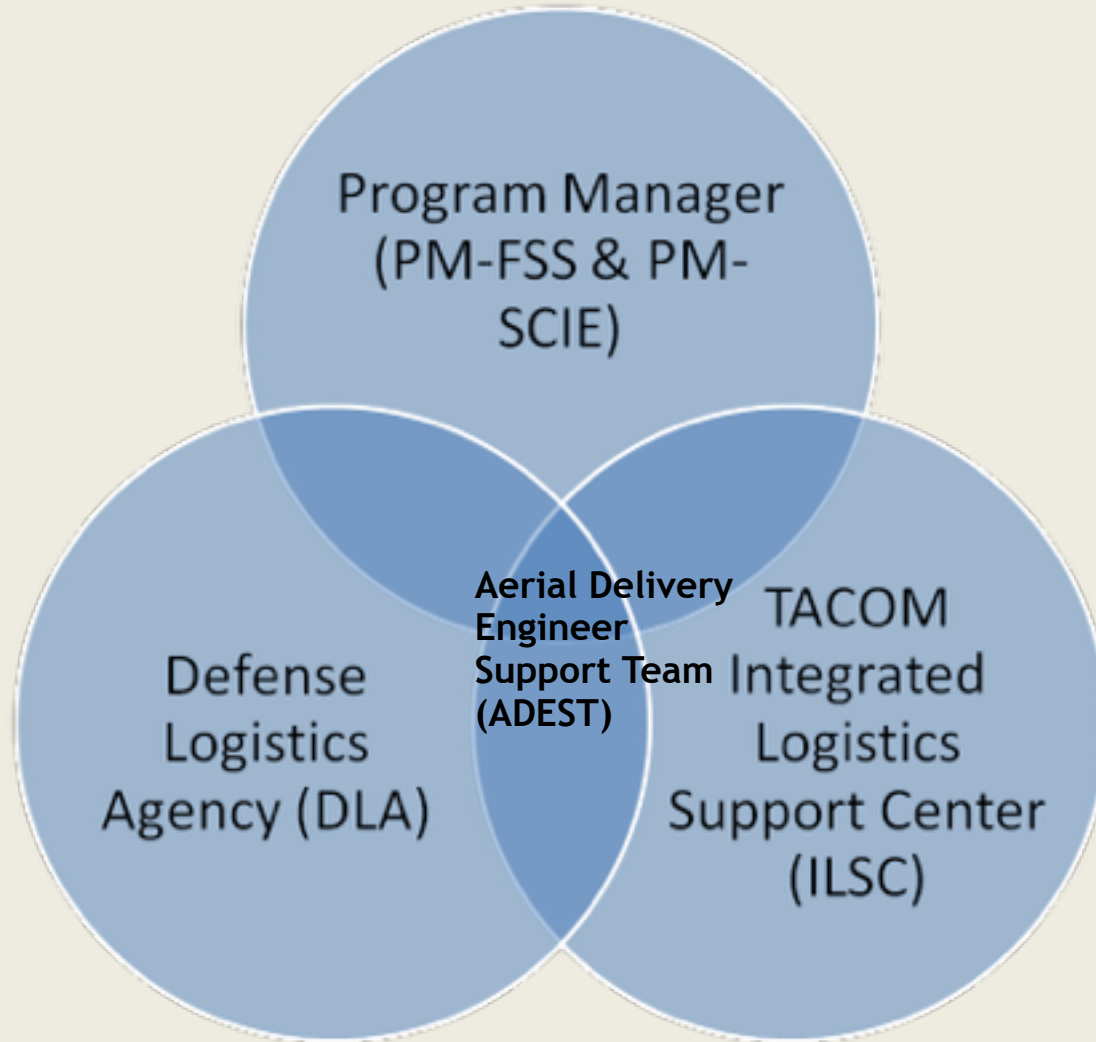 Program Manager
(PM-FSS & PM-
SCIE)
Aerial Delivery
Engineer
Support Team
(ADEST)
Defense
Logistics
Agency (DLA)
TACOM
Integrated
Logistics
Support Center
(ILSC)